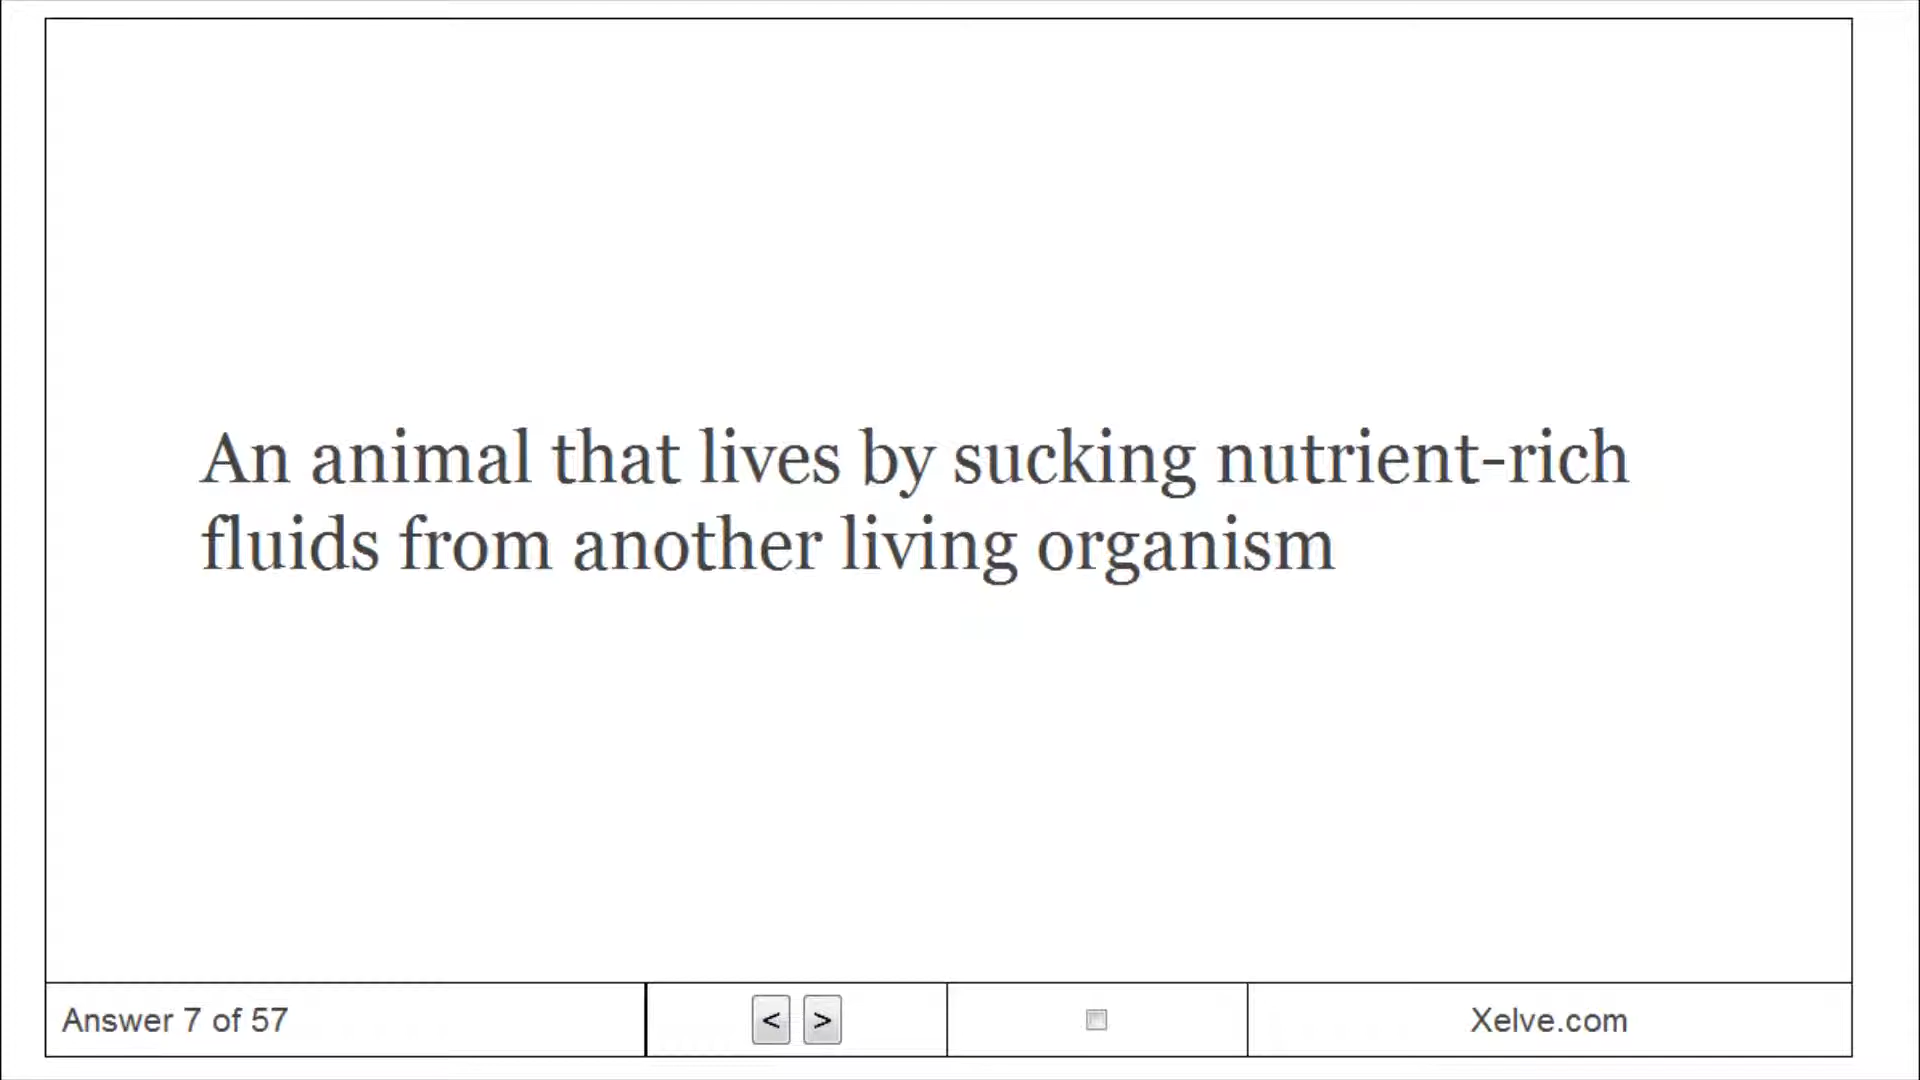 An animal that lives by sucking nutrient-rich
fluids from another living organism
Answer 7 of 57
< >
Xelve.com